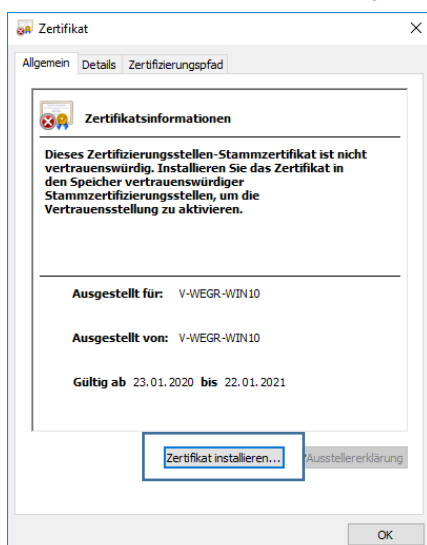 Zertifikat
Allgemein Details Zertifizierungspfad
Zertifikatsinformationen
Dieses Zertifizierungsstellen-Stammzertifikat ist nicht
vertrauenswürdig. Installieren Sie das Zertifikat in
den Speicher vertrauenswürdiger
Stammzertifizierungsstellen, um die
Vertrauensstellung zu aktivieren.
Ausgestellt für: V-WEGR-WIN10
Ausgestellt von: V-WEGR-WIN10
Gültig ab 23.01.2020 bis 22.01.2021
Zertifikat installieren... Ausstellererklärung
OK